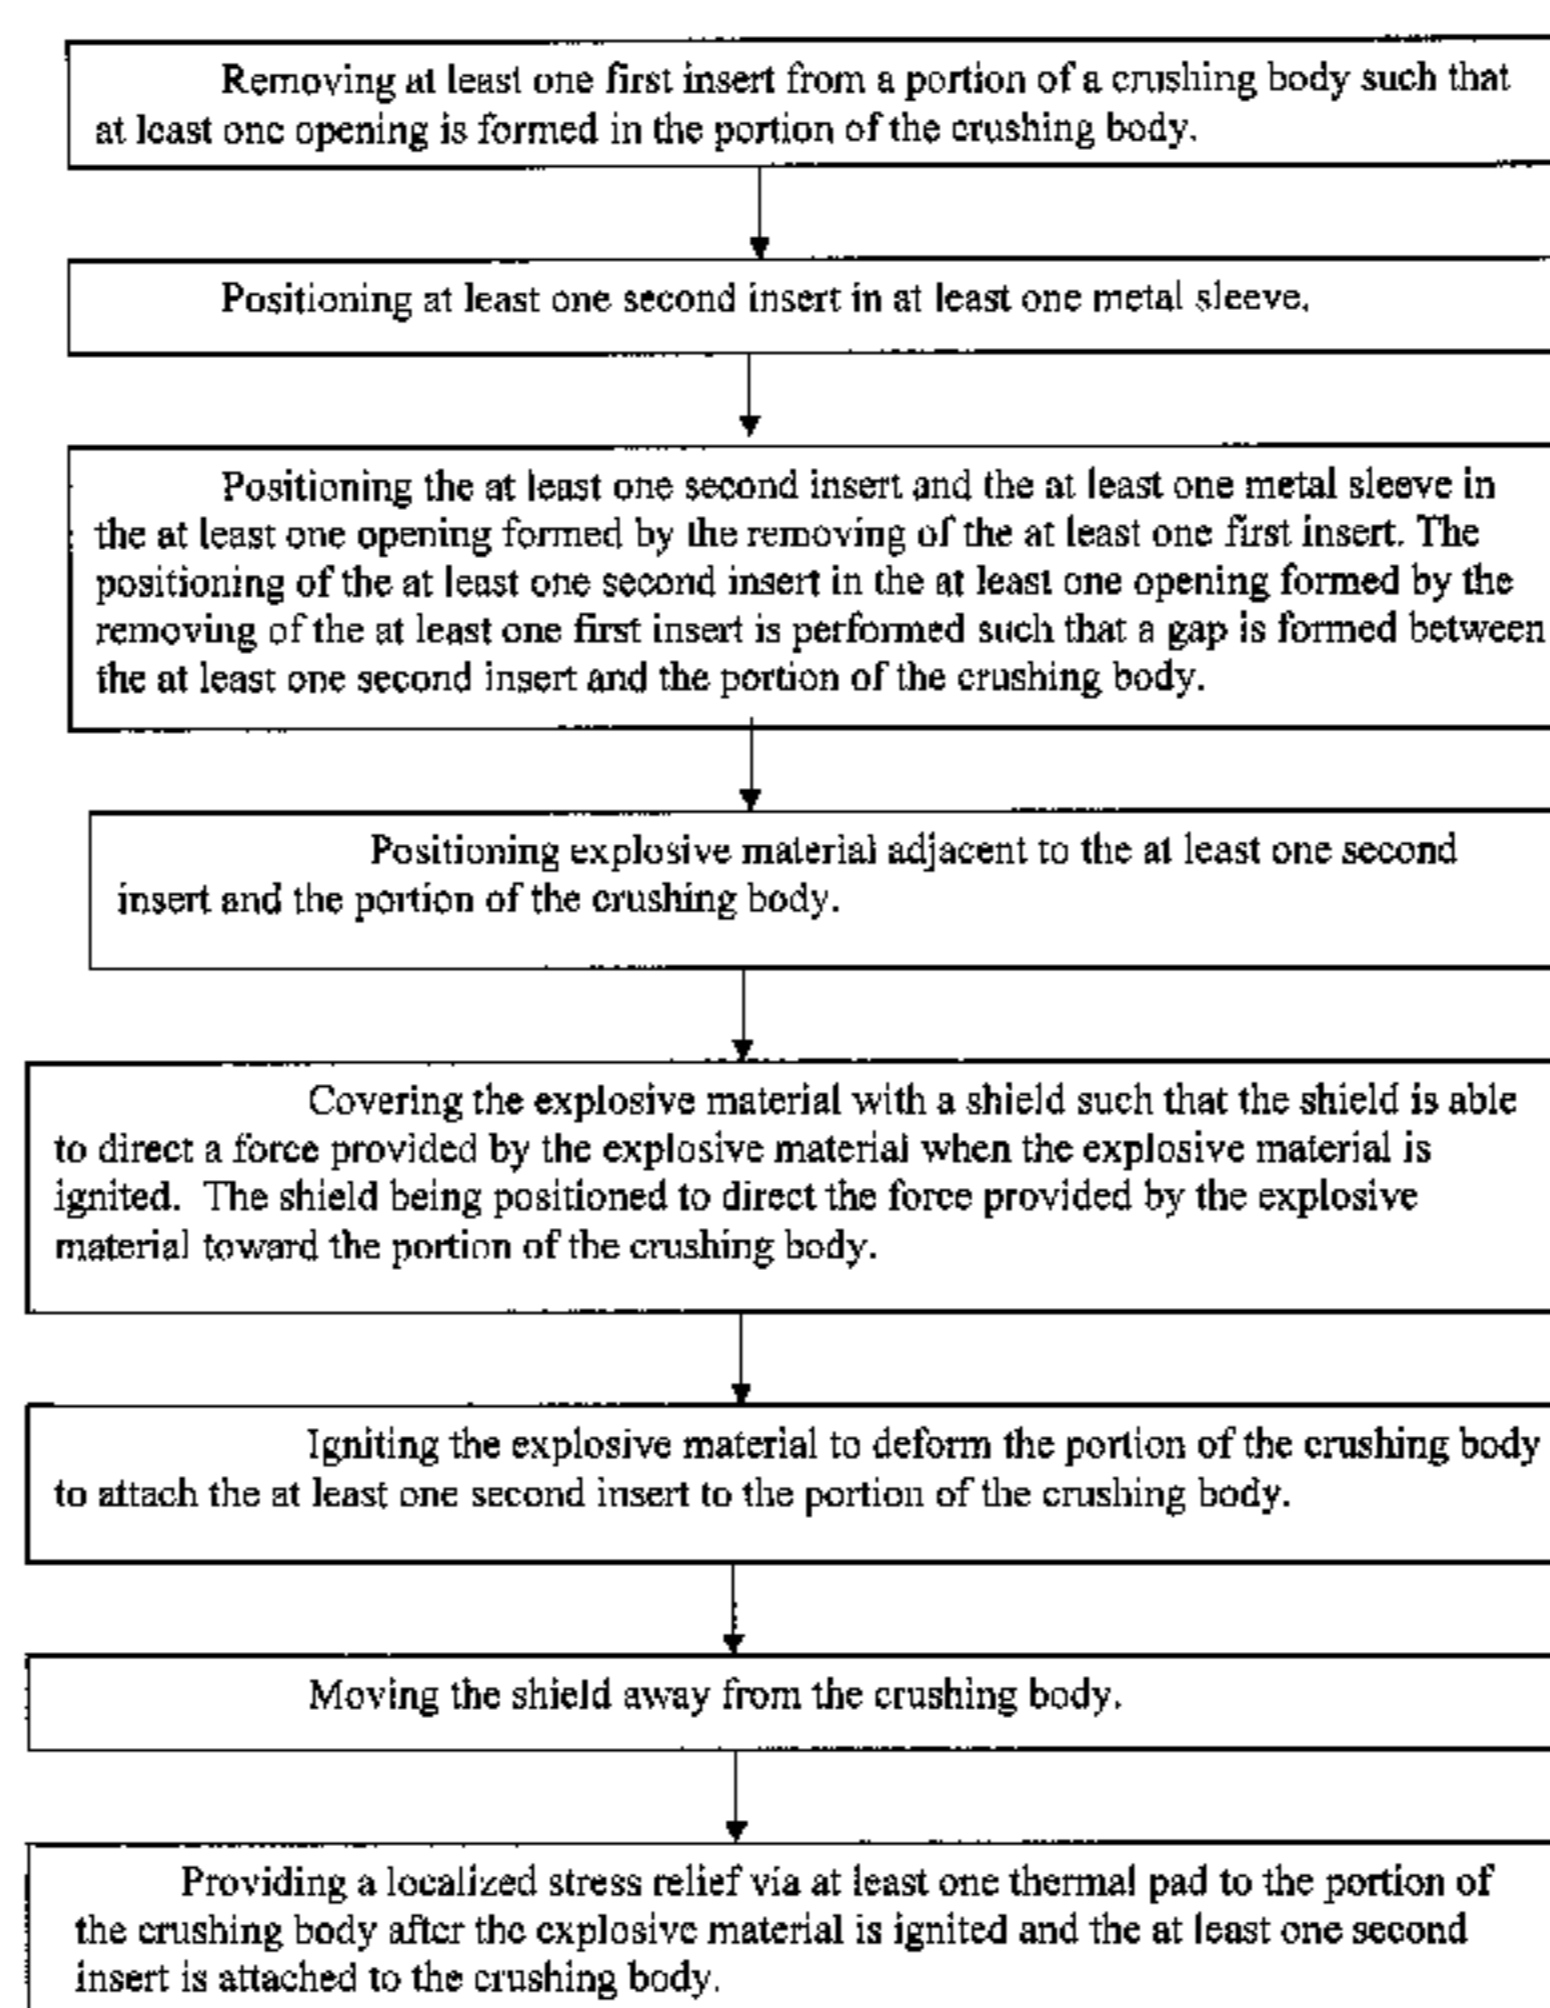 Removing at least one first insert from a portion of a crushing body such that
at least one opening is formed in the portion of the crushing body.
Positioning at least one second insert in at least one metal sleeve.
Positioning the at least one second insert and the at least one metal sleeve in
the at least one opening formed by the removing of the at least one first insert. The
positioning of the at least one second insert in the at least one opening formed by the
removing of the at least one first insert is performed such that a gap is formed between
the at least one second insert and the portion of the crushing body.
Positioning explosive material adjacent to the at least one second
insert and the portion of the crushing body.
Covering the explosive material with a shield such that the shield is able
to direct a force provided by the explosive material when the explosive material is
ignited. The shield being positioned to direct the force provided by the explosive
material toward the portion of the crushing body.
Igniting the explosive material to deform the portion of the crushing body
to attach the at least one second insert to the portion of the crushing body.
Moving the shield away from the crushing body.
Providing a localized stress relief via at least one thermal pad to the portion of
the crushing body after the explosive material is ignited and the at least one second
insert is attached to the crushing body.